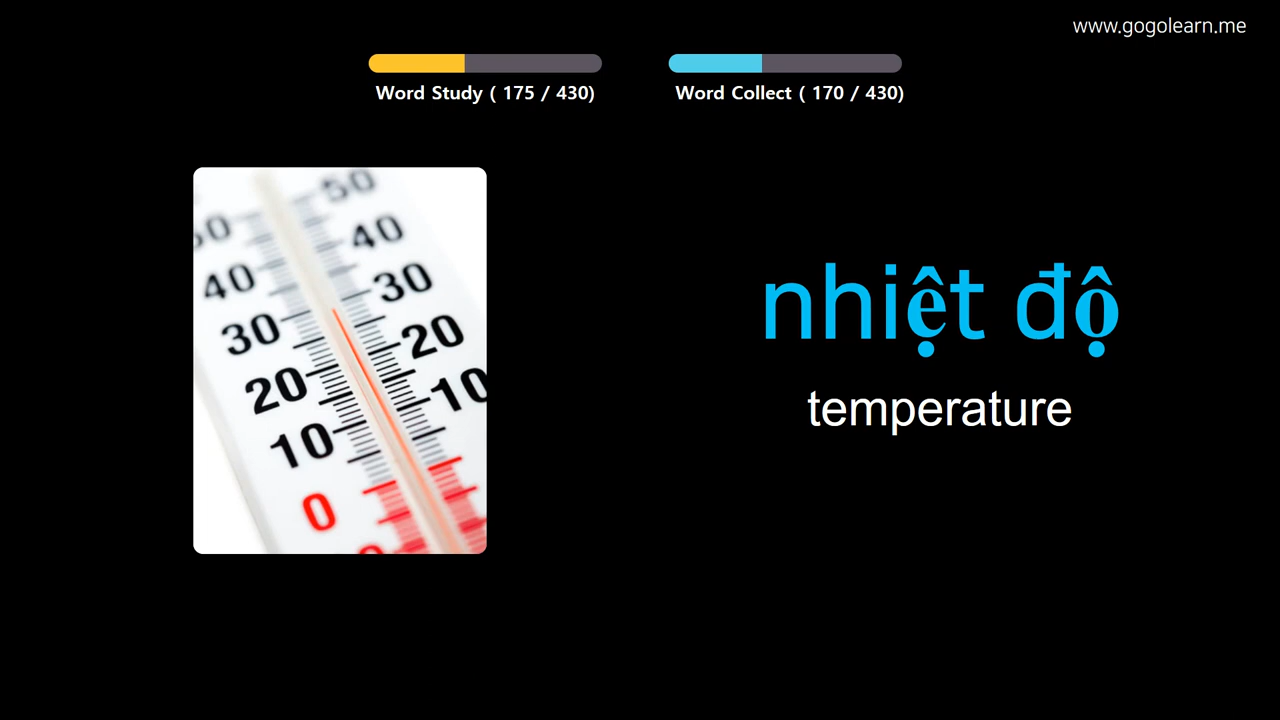 www.gogolearn.me
Word Study ( 175 / 430)
Word Collect ( 170 / 430)
50
40
30
20
10
40
30
20
10
0
nhiệt độ
temperature